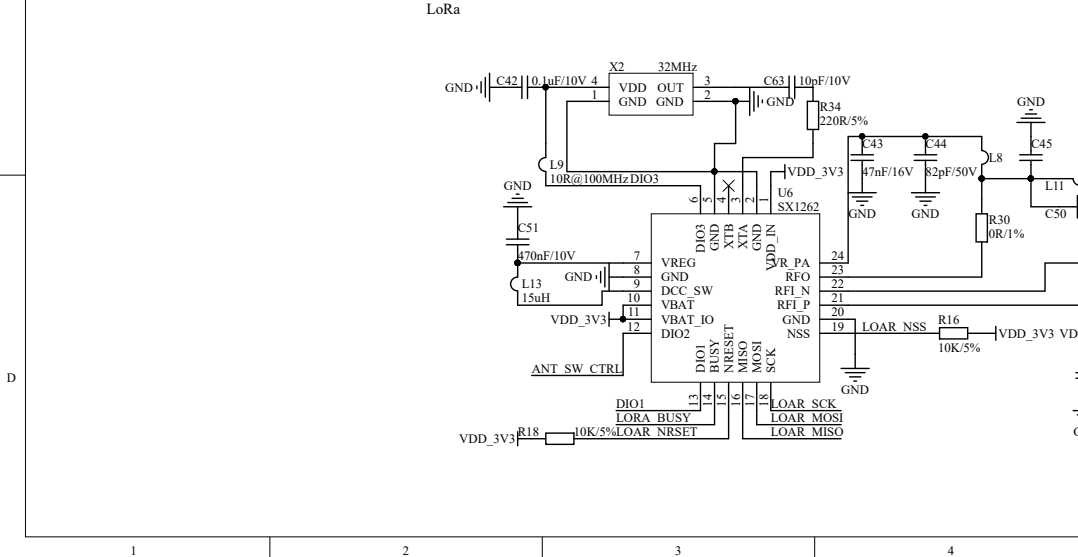 LoRa
X2 32MHz
GND C42 0.1uF/10V 4 VDD OUT 3 C63 10pF/10V
1 GND GND 2 GND
R34
220R/5%
GND
C43 C44 C45
L9 L8
10R@100MHz DIO3 VDD_3V3 47nF/16V 82pF/50V
GND U6 L11
SX1262
6 5 4 3 2 1
GND GND C50
C51 R30
0R/1%
DIO3 GND XTB XTA GND VDD_IN
470nF/10V 7 VREG VR_PA 24
GND 8 GND RFO 23
L13 9 DCC_SW RFI_N 22
15uH 10 VBAT RFI_P 21
VDD_3V3 11 VBAT_IO GND 20
12 DIO2 NSS 19 LOAR_NSS R16 VDD_3V3 VD
10K/5%
DIO1 BUSY NRESET MISO MOSI SCK
ANT_SW_CTRL
D
GND
13 14 15 16 17 18
DIO1 LOAR_SCK
LORA_BUSY LOAR_MOSI
VDD_3V3 R18 10K/5% LOAR_NRSET LOAR_MISO
1 2 3 4